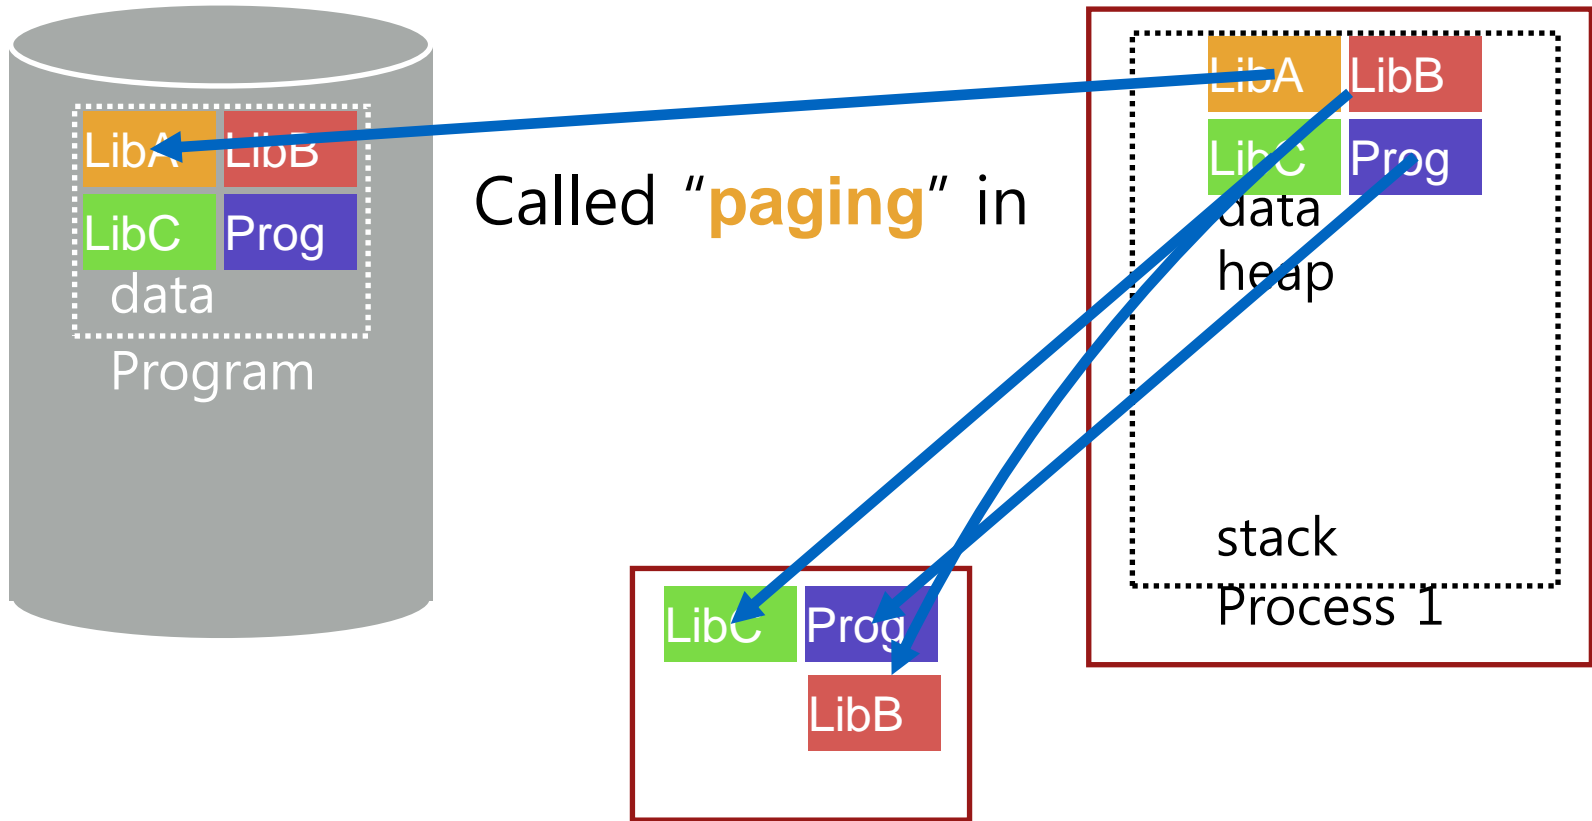 LibA LibB
LibC Prog
data
Program
Called “paging” in
LibA LibB
LibC Prog
data
heap
stack
Process 1
LibC Prog
LibB